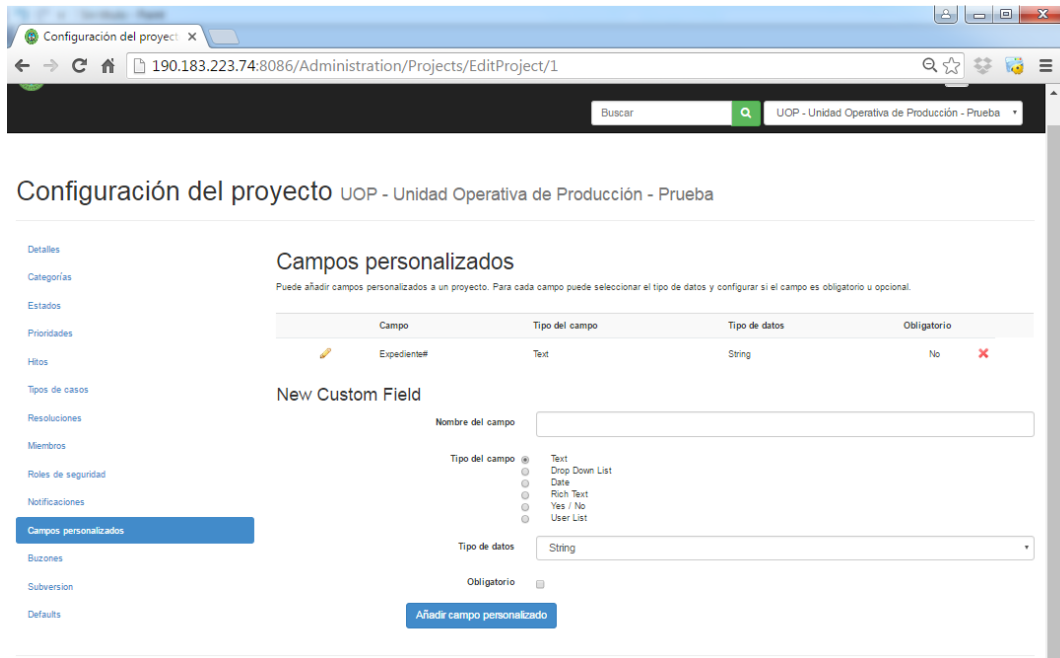 Configuración del proyect
190.183.223.74:8086/Administration/Projects/EditProject/1
Buscar
UOP - Unidad Operativa de Producción - Prueba
Configuración del proyecto UOP - Unidad Operativa de Producción - Prueba
Detalles
Categorías
Estados
Prioridades
Hitos
Tipos de casos
Resoluciones
Miembros
Roles de seguridad
Notificaciones
Campos personalizados
Buzones
Subversion
Defaults
Campos personalizados
Puede añadir campos personalizados a un proyecto. Para cada campo puede seleccionar el tipo de datos y configurar si el campo es obligatorio u opcional.
Campo Tipo del campo Tipo de datos Obligatorio
Expediente# Text String No
New Custom Field
Nombre del campo
Tipo del campo Text
Drop Down List
Date
Rich Text
Yes / No
User List
Tipo de datos String
Obligatorio
Añadir campo personalizado